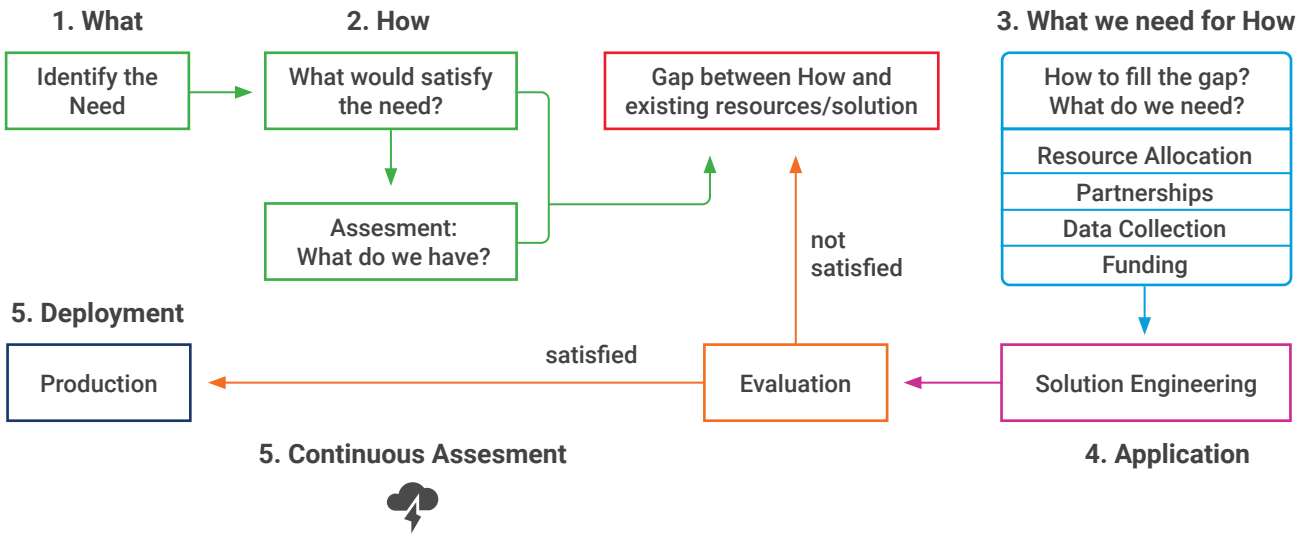 1. What
2. How
3. What we need for How
Identify the
Need
What would satisfy
the need?
Gap between How and
existing resources/solution
How to fill the gap?
What do we need?
Resource Allocation
Partnerships
Data Collection
Funding
Assesment:
What do we have?
not
satisfied
5. Deployment
satisfied
Production
Evaluation
Solution Engineering
5. Continuous Assesment
4. Application